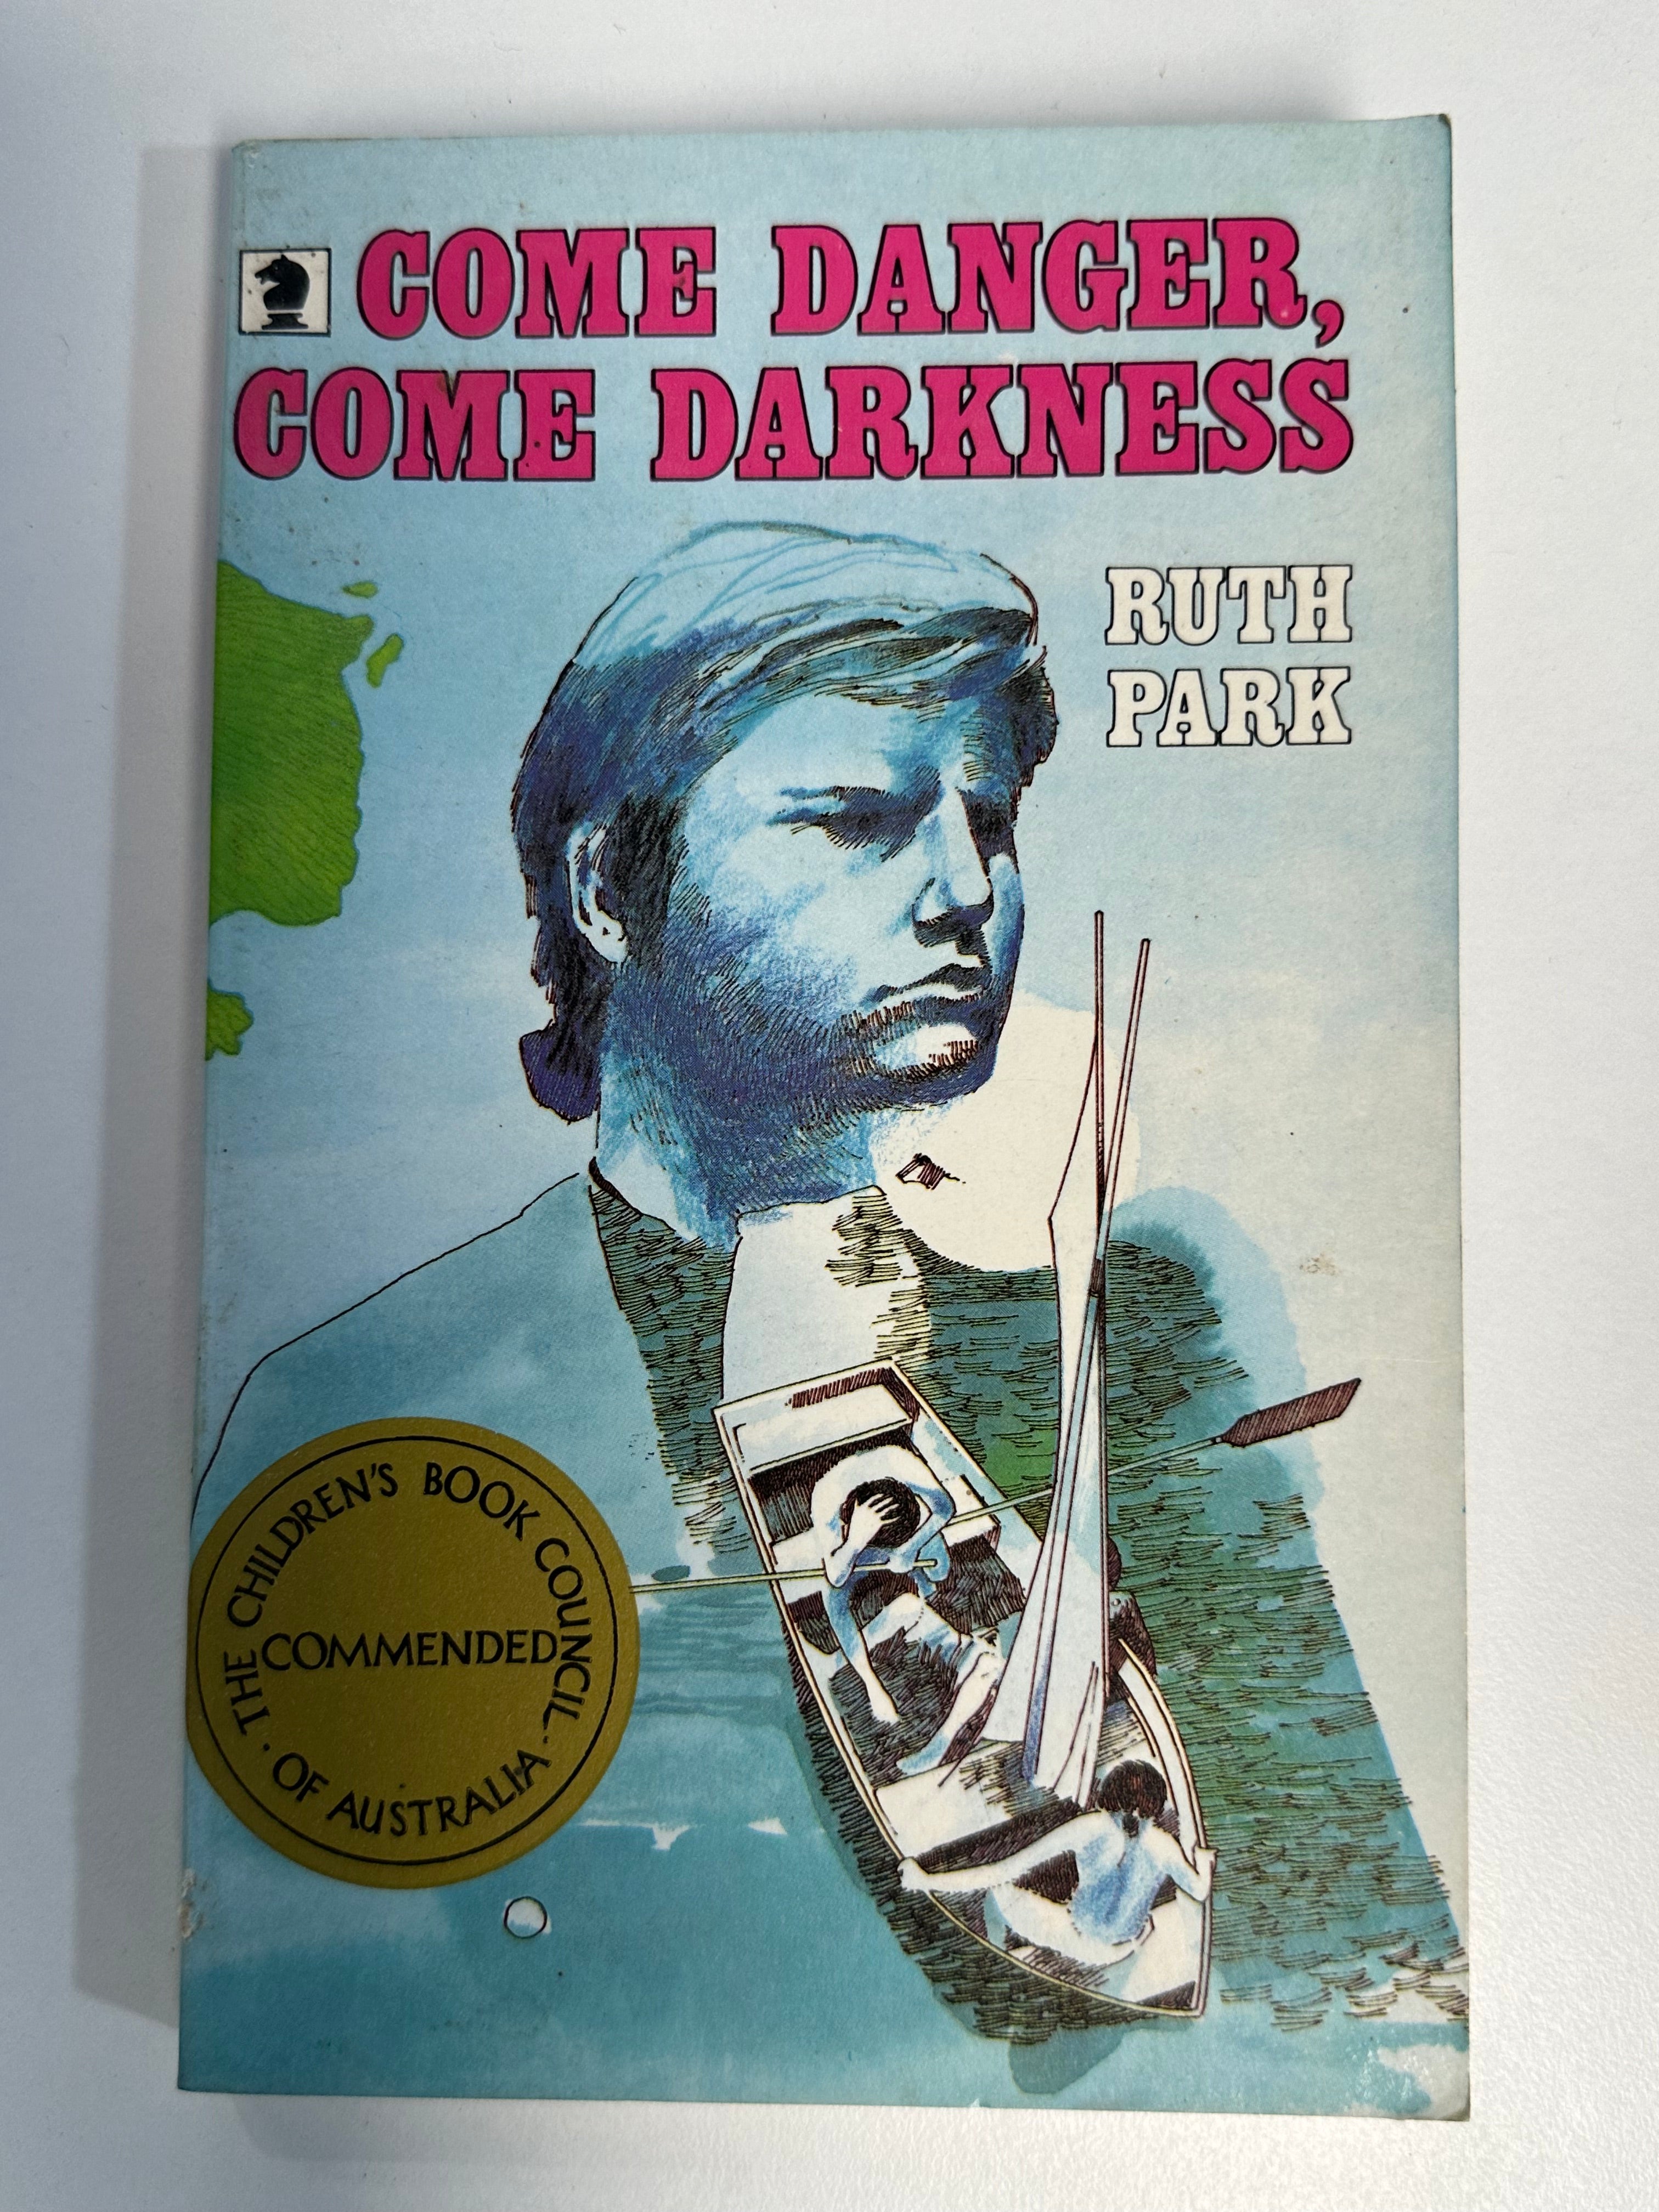 COME DANGER,
COME DARKNESS
RUTH
PARK
· THE CHILDREN'S BOOK COUNCIL ·
COMMENDED
OF AUSTRALIA